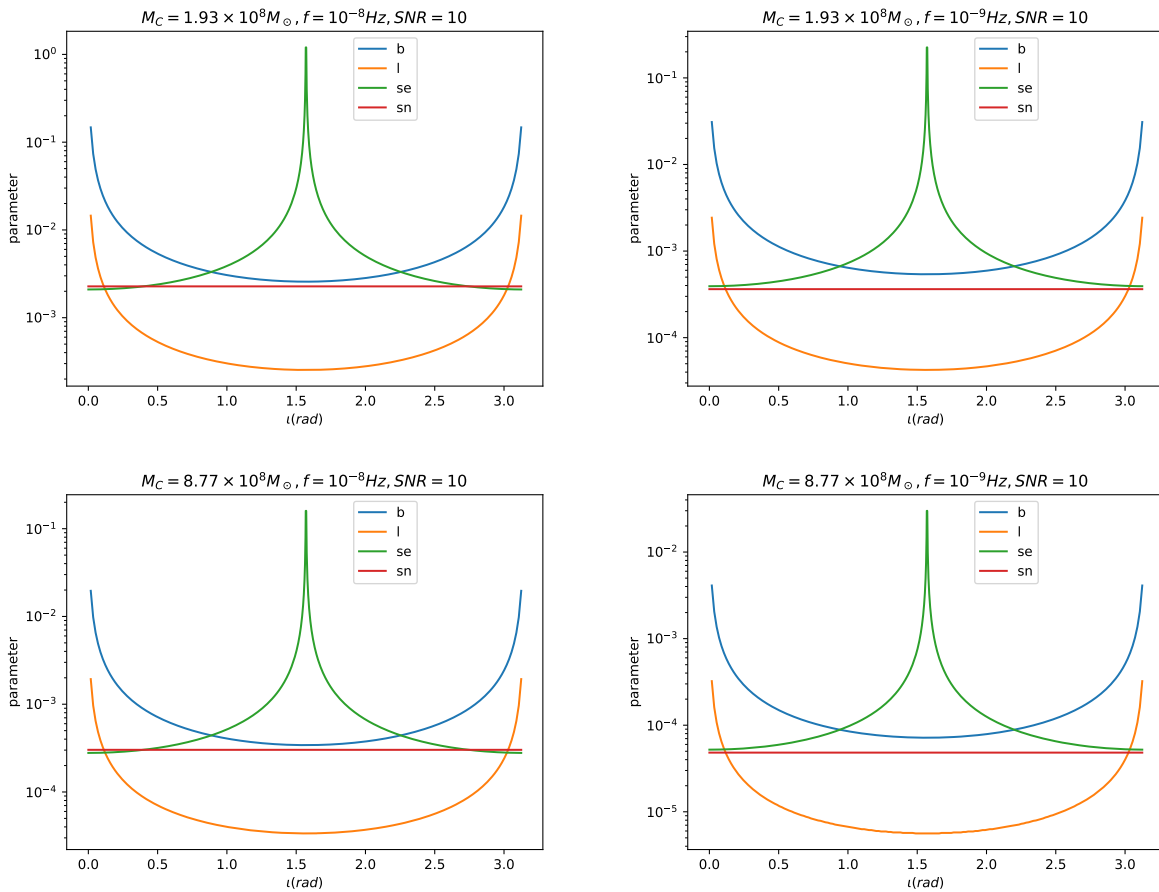 M_C = 1.93 × 10^8 M_⊙, f = 10^−8 Hz, SNR = 10
10^0
10^−1
10^−2
10^−3
parameter
b
l
se
sn
0.0 0.5 1.0 1.5 2.0 2.5 3.0
ι(rad)
M_C = 1.93 × 10^8 M_⊙, f = 10^−9 Hz, SNR = 10
10^−1
10^−2
10^−3
10^−4
parameter
b
l
se
sn
0.0 0.5 1.0 1.5 2.0 2.5 3.0
ι(rad)
M_C = 8.77 × 10^8 M_⊙, f = 10^−8 Hz, SNR = 10
10^−1
10^−2
10^−3
10^−4
parameter
b
l
se
sn
0.0 0.5 1.0 1.5 2.0 2.5 3.0
ι(rad)
M_C = 8.77 × 10^8 M_⊙, f = 10^−9 Hz, SNR = 10
10^−2
10^−3
10^−4
10^−5
parameter
b
l
se
sn
0.0 0.5 1.0 1.5 2.0 2.5 3.0
ι(rad)